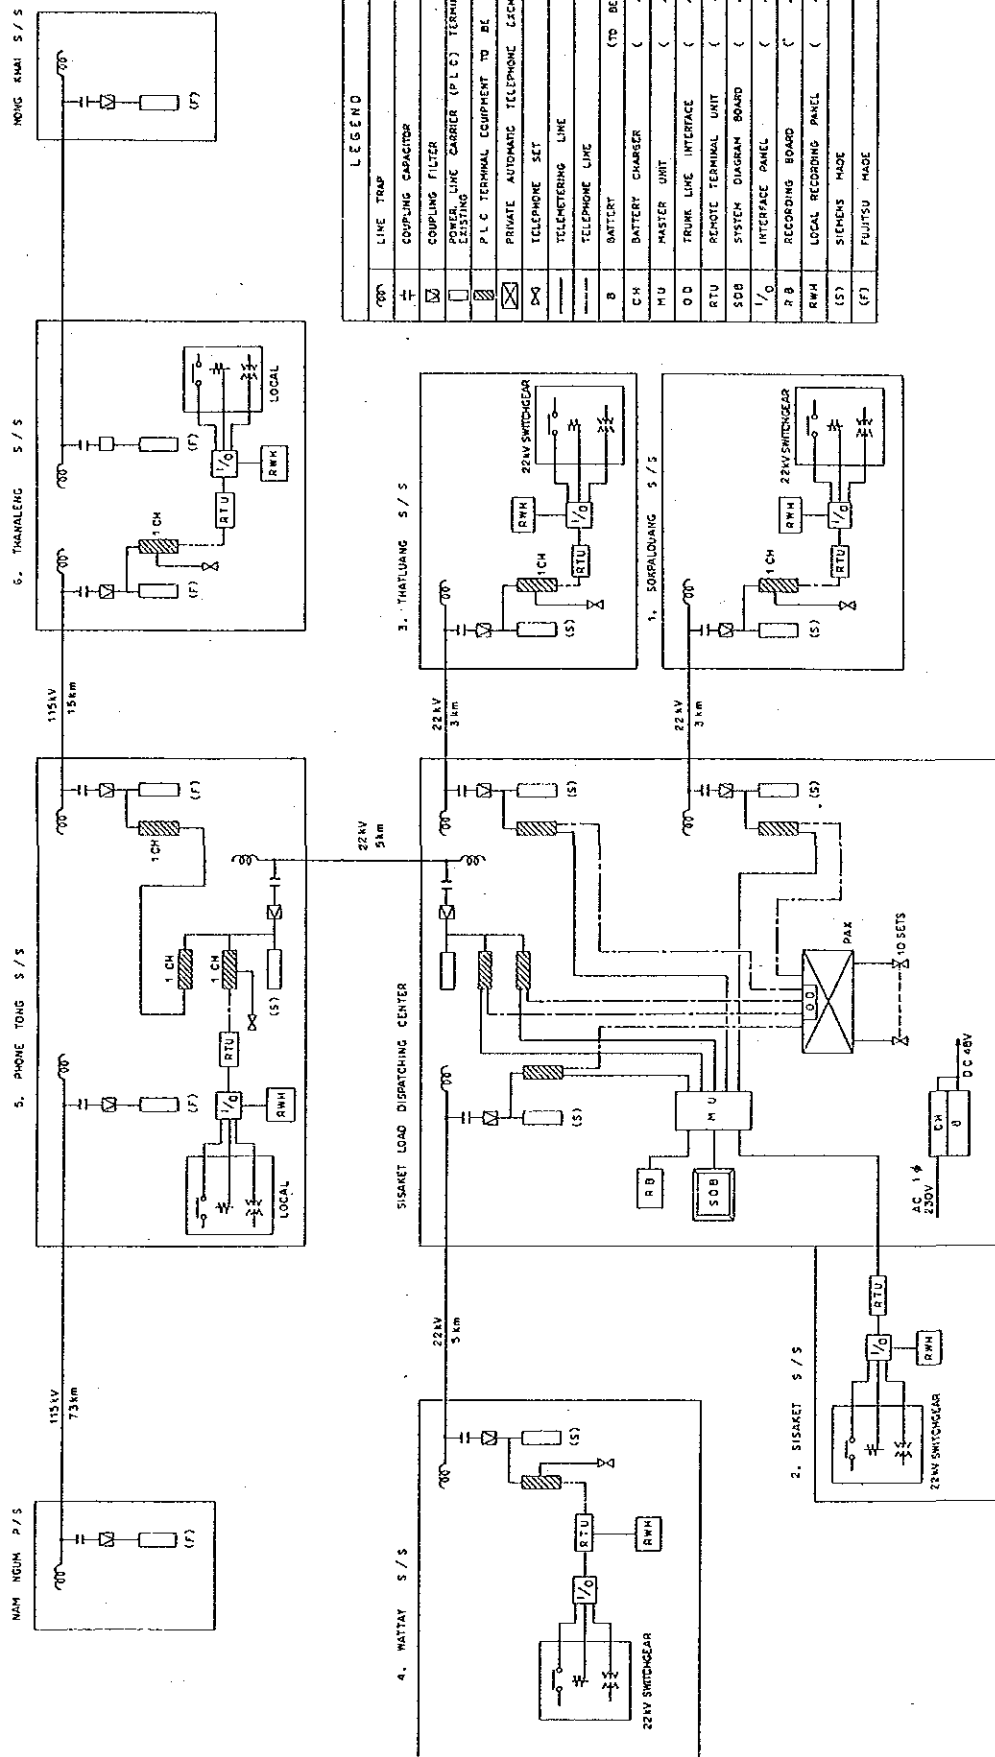 NAM NGUM P/S
(F)
115kV
73km
5. PHONE TONG S/S
(F)
LOCAL
I/O
RWH
RTU
1 CH
1 CH
(S)
1 CH
(F)
115kV
15km
6. THANALENG S/S
(F)
1 CH
RTU
I/O
RWH
(F)
LOCAL
NONG KHAI S/S
(F)
22kV
5km
4. WATTAY S/S
22kV SWITCHGEAR
I/O
RTU
RWH
(S)
22kV
5km
SISAKET LOAD DISPATCHING CENTER
(S)
RB
SDB
MU
OD
PAX
10 SETS
AC 1φ
230V
CH
B
DC 48V
(S)
(S)
2. SISAKET S/S
22kV SWITCHGEAR
I/O
RWH
RTU
22kV
3km
3. THATLUANG S/S
(S)
1CH
RTU
I/O
RWH
22kV SWITCHGEAR
22kV
3km
1. SOKPALOUANG S/S
(S)
1CH
RTU
I/O
RWH
22kV SWITCHGEAR
LEGEND
LINE TRAP
COUPLING CAPACITOR
COUPLING FILTER
POWER LINE CARRIER (PLC)
EXISTING
PLC TERMINAL EQUIPMENT TO BE
PRIVATE AUTOMATIC TELEPHONE
TELEPHONE SET
TELEMETERING LINE
TELEPHONE LINE
B BATTERY (TO BE
CH BATTERY CHARGER (
MU MASTER UNIT (
OD TRUNK LINE INTERFACE (
RTU REMOTE TERMINAL UNIT (
SDB SYSTEM DIAGRAM BOARD (
I/O INTERFACE PANEL (
RB RECORDING BOARD (
RWH LOCAL RECORDING PANEL (
(S) SIEMENS MADE
(F) FUJITSU MADE